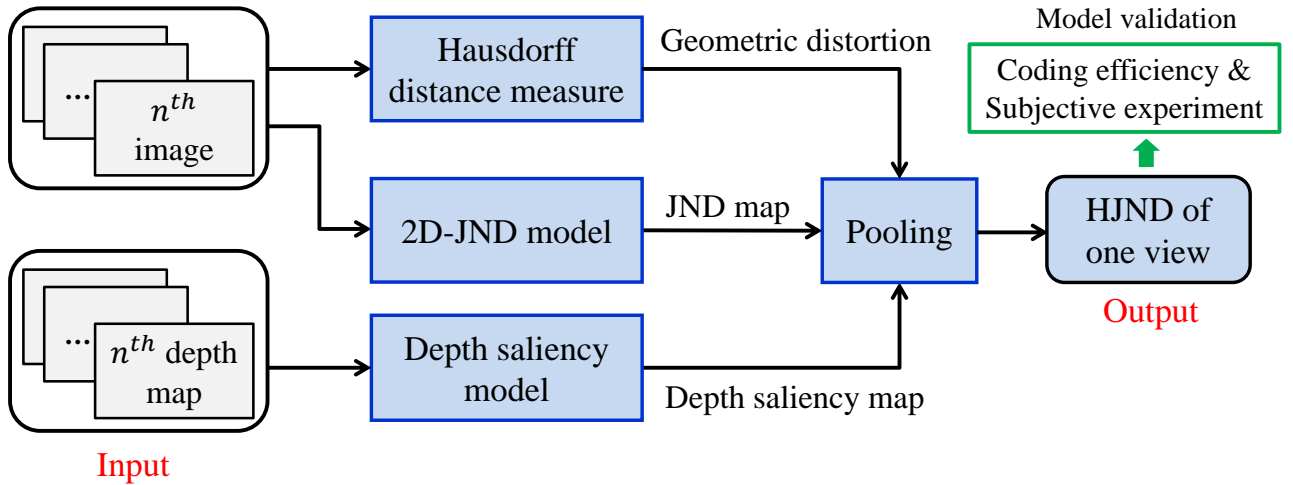 ...
n^{th}
image
Hausdorff
distance measure
Geometric distortion
Model validation
Coding efficiency &
Subjective experiment
2D-JND model
JND map
Pooling
HJND of
one view
Output
...
n^{th} depth
map
Depth saliency
model
Depth saliency map
Input